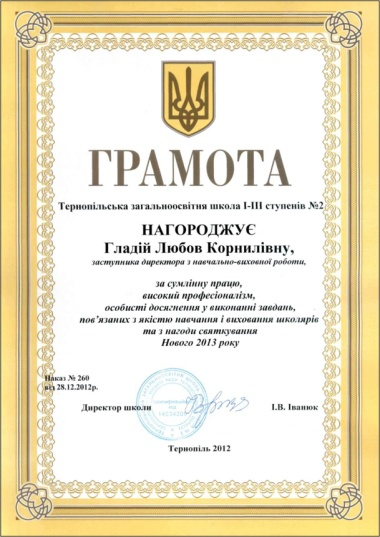 ГРАМОТА
Тернопільська загальноосвітня школа І-ІІІ ступенів №2
НАГОРОДЖУЄ
Гладій Любов Корнилівну,
заступника директора з навчально-виховної роботи,
за сумлінну працю,
високий професіоналізм,
особисті досягнення у виконанні завдань,
пов'язаних з якістю навчання і виховання школярів
та з нагоди святкування
Нового 2013 року
Наказ № 260
від 28.12.2012р.
Директор школи І.В. Іванюк
Тернопіль 2012